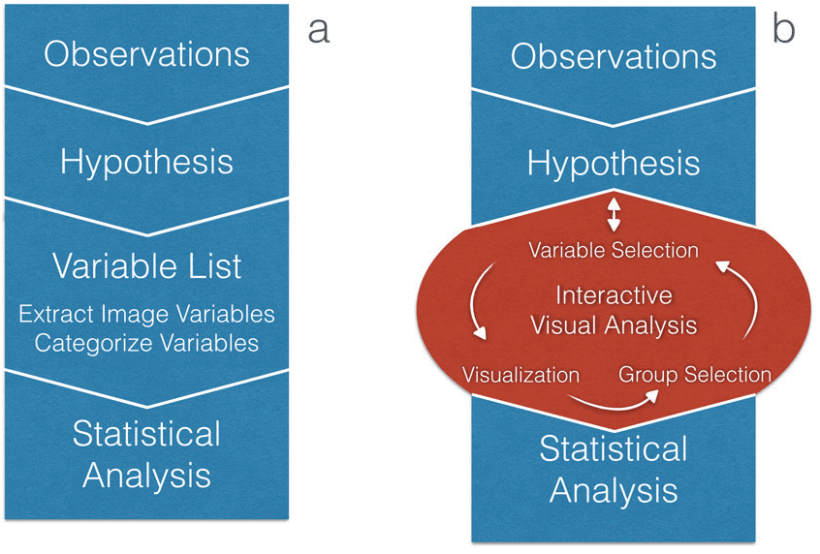 a
Observations
Hypothesis
Variable List
Extract Image Variables
Categorize Variables
Statistical
Analysis
b
Observations
Hypothesis
Variable Selection
Interactive
Visual Analysis
Visualization
Group Selection
Statistical
Analysis